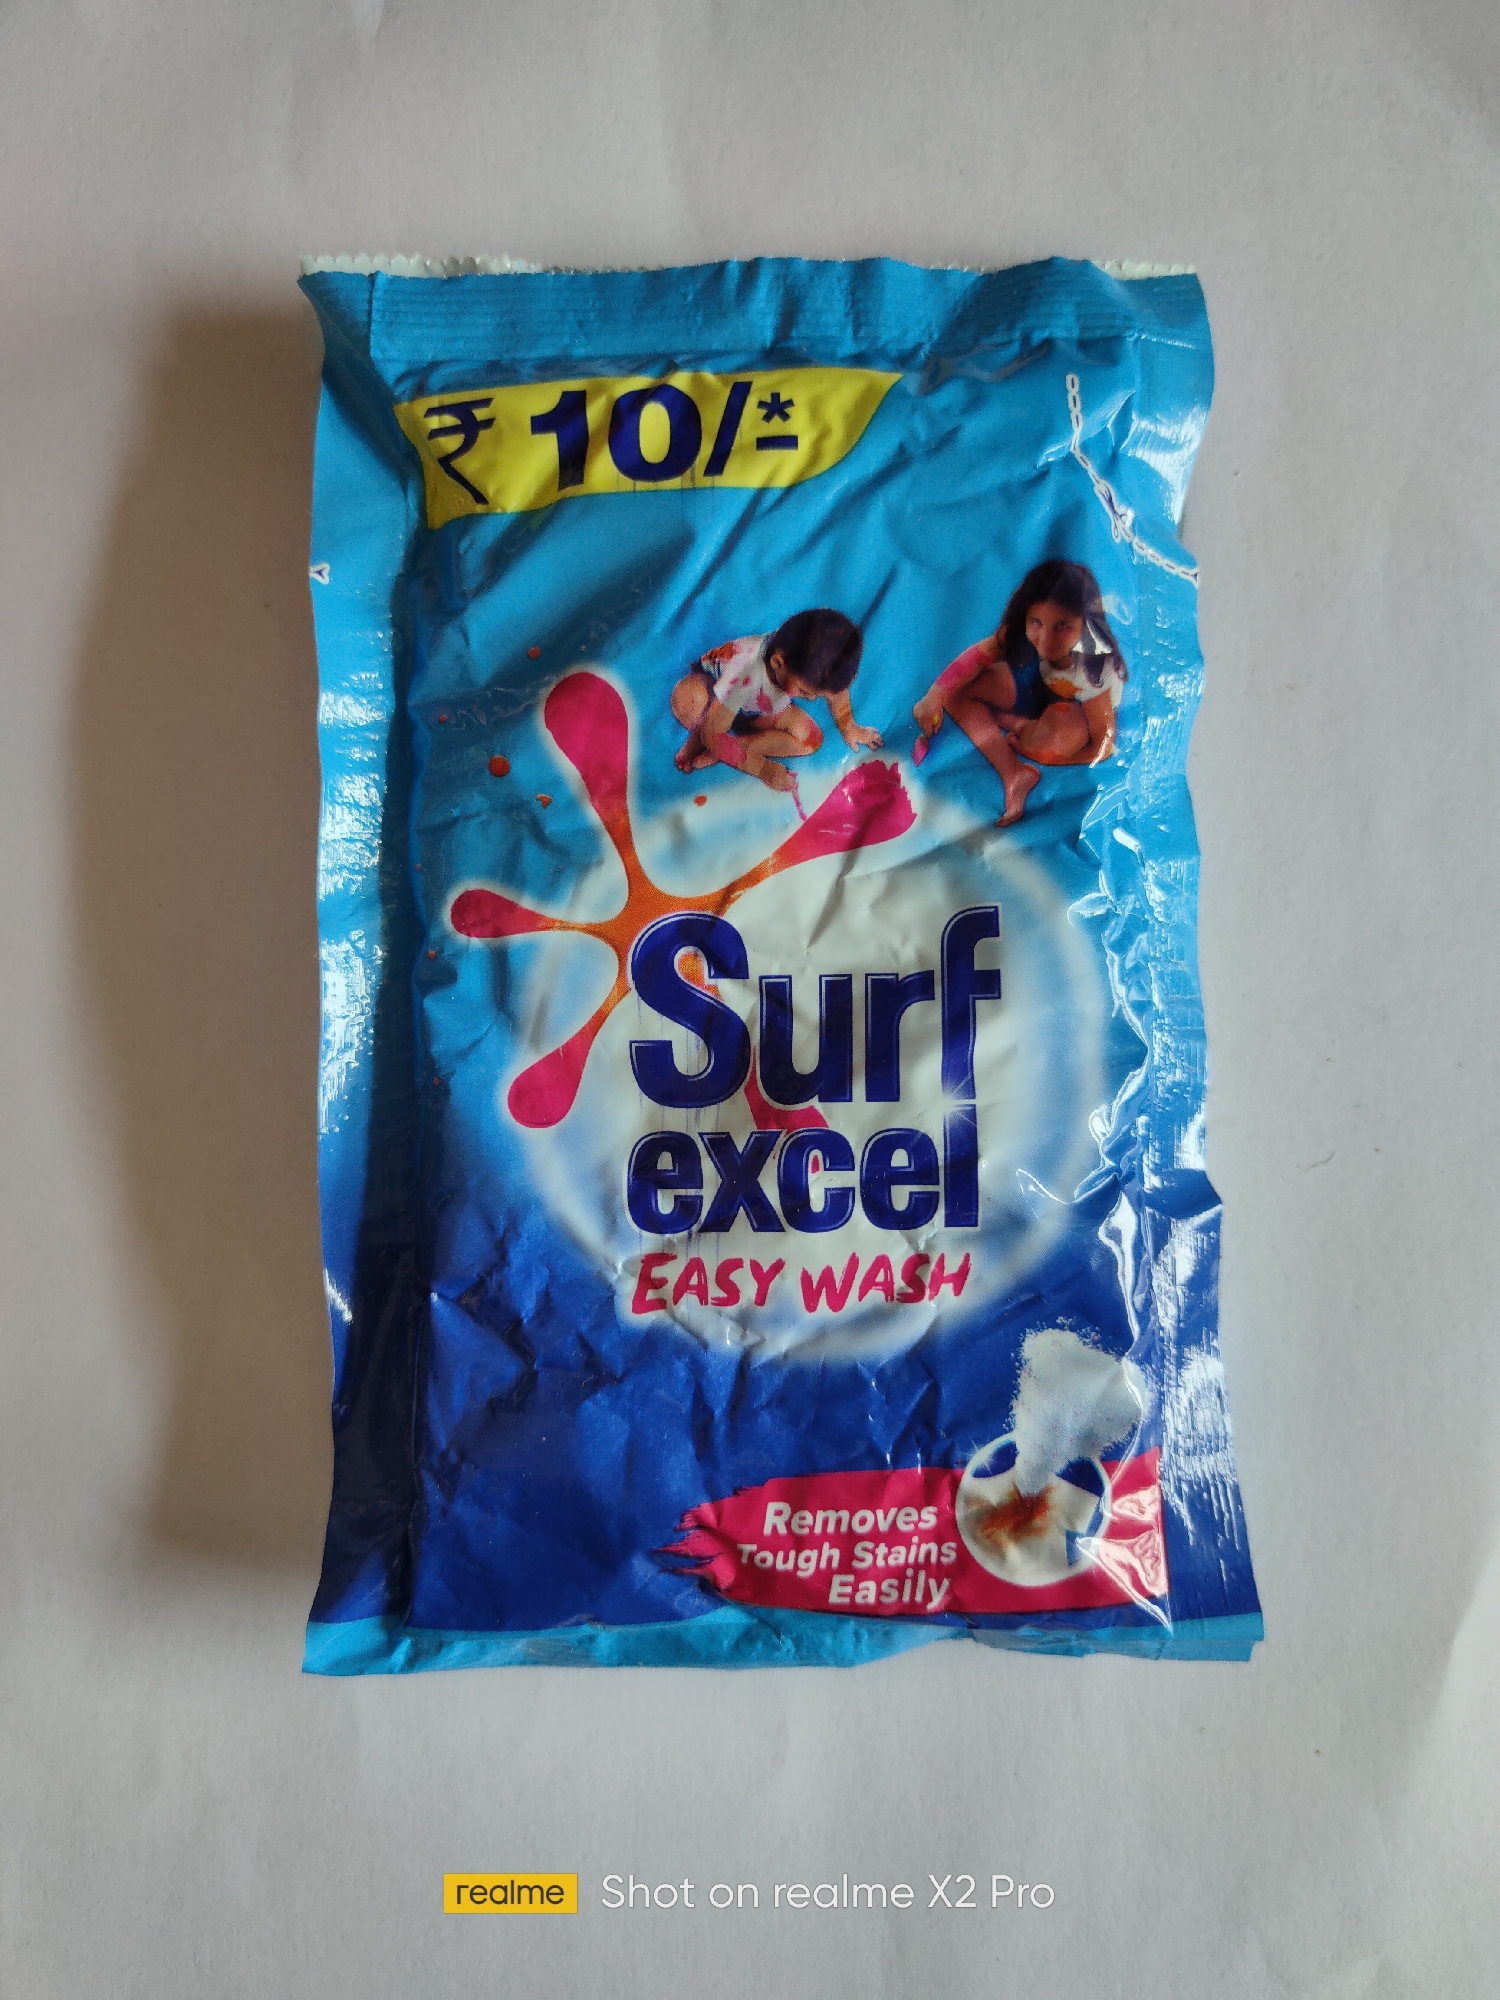 ₹ 10/*
Surf
excel
EASY WASH
Removes
Tough Stains
Easily
realme Shot on realme X2 Pro